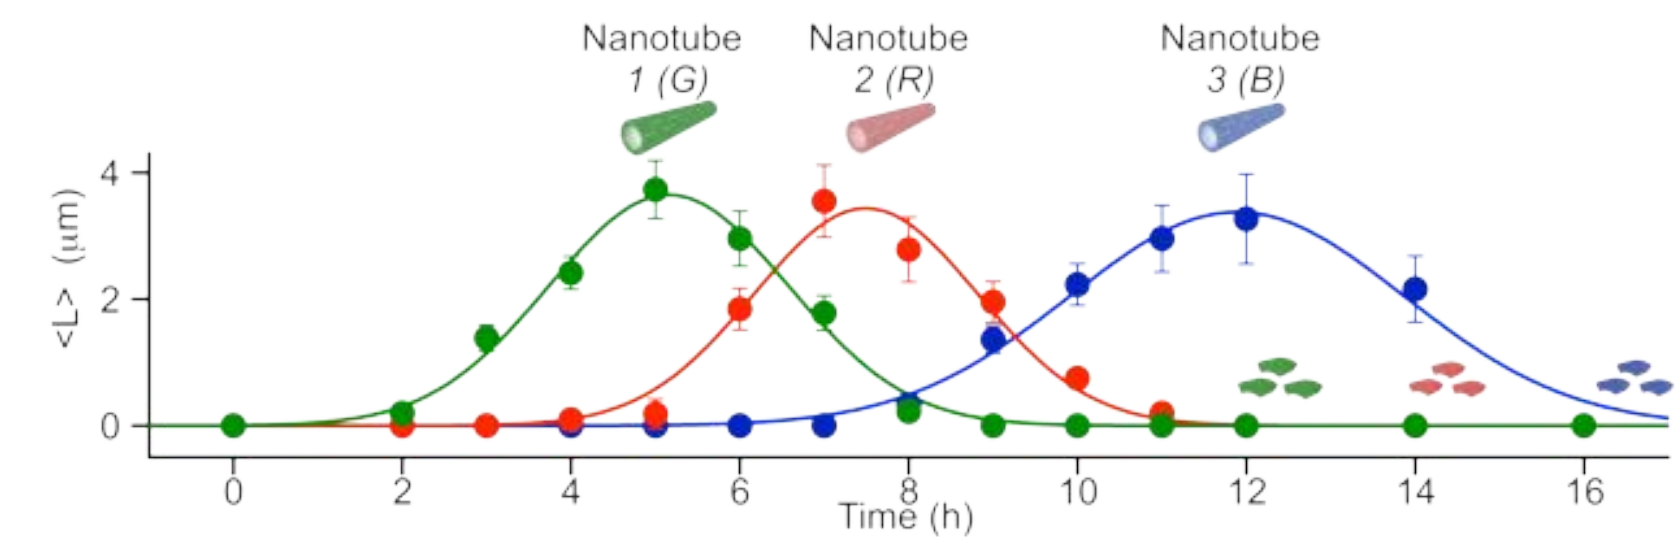 Nanotube
1 (G)
Nanotube
2 (R)
Nanotube
3 (B)
<L> (μm)
4
2
0
0 2 4 6 8 10 12 14 16
Time (h)